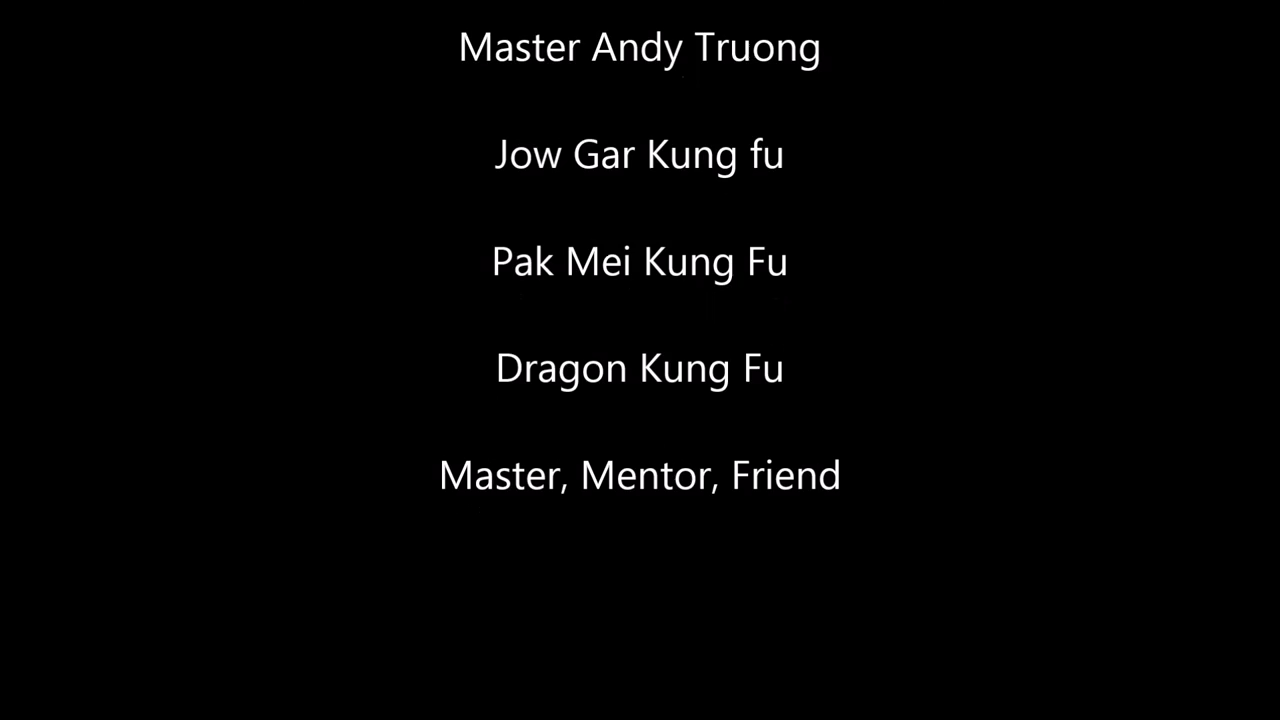 Master Andy Truong
Jow Gar Kung fu
Pak Mei Kung Fu
Dragon Kung Fu
Master, Mentor, Friend